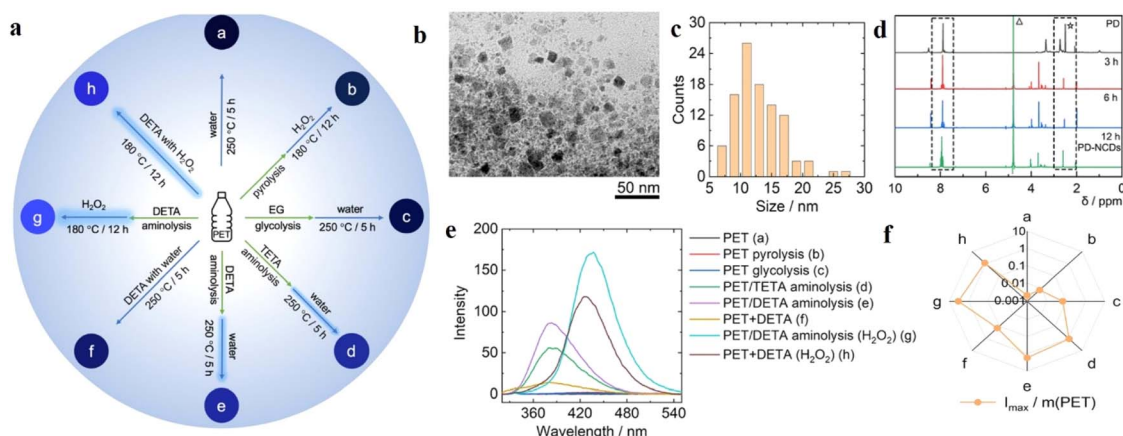 a
a
water
250 °C / 5 h
b
H₂O₂
180 °C / 12 h
pyrolysis
EG
glycolysis
water
250 °C / 5 h
c
TETA
aminolysis
water
250 °C / 5 h
d
DETA
aminolysis
water
250 °C / 5 h
e
DETA with water
250 °C / 5 h
f
DETA
aminolysis
H₂O₂
180 °C / 12 h
g
DETA with H₂O₂
180 °C / 12 h
h
PET
b
50 nm
c
Counts
30
20
10
0
5 10 15 20 25 30
Size / nm
d
PD
3 h
6 h
12 h
PD-NCDs
10 8 6 4 2 0
δ / ppm
e
Intensity
200
150
100
50
0
360 420 480 540
Wavelength / nm
PET (a)
PET pyrolysis (b)
PET glycolysis (c)
PET/TETA aminolysis (d)
PET/DETA aminolysis (e)
PET+DETA (f)
PET/DETA aminolysis (H₂O₂) (g)
PET+DETA (H₂O₂) (h)
f
a
b
c
d
e
f
g
h
10
1
0.1
0.01
0.001
Iₘₐₓ / m(PET)